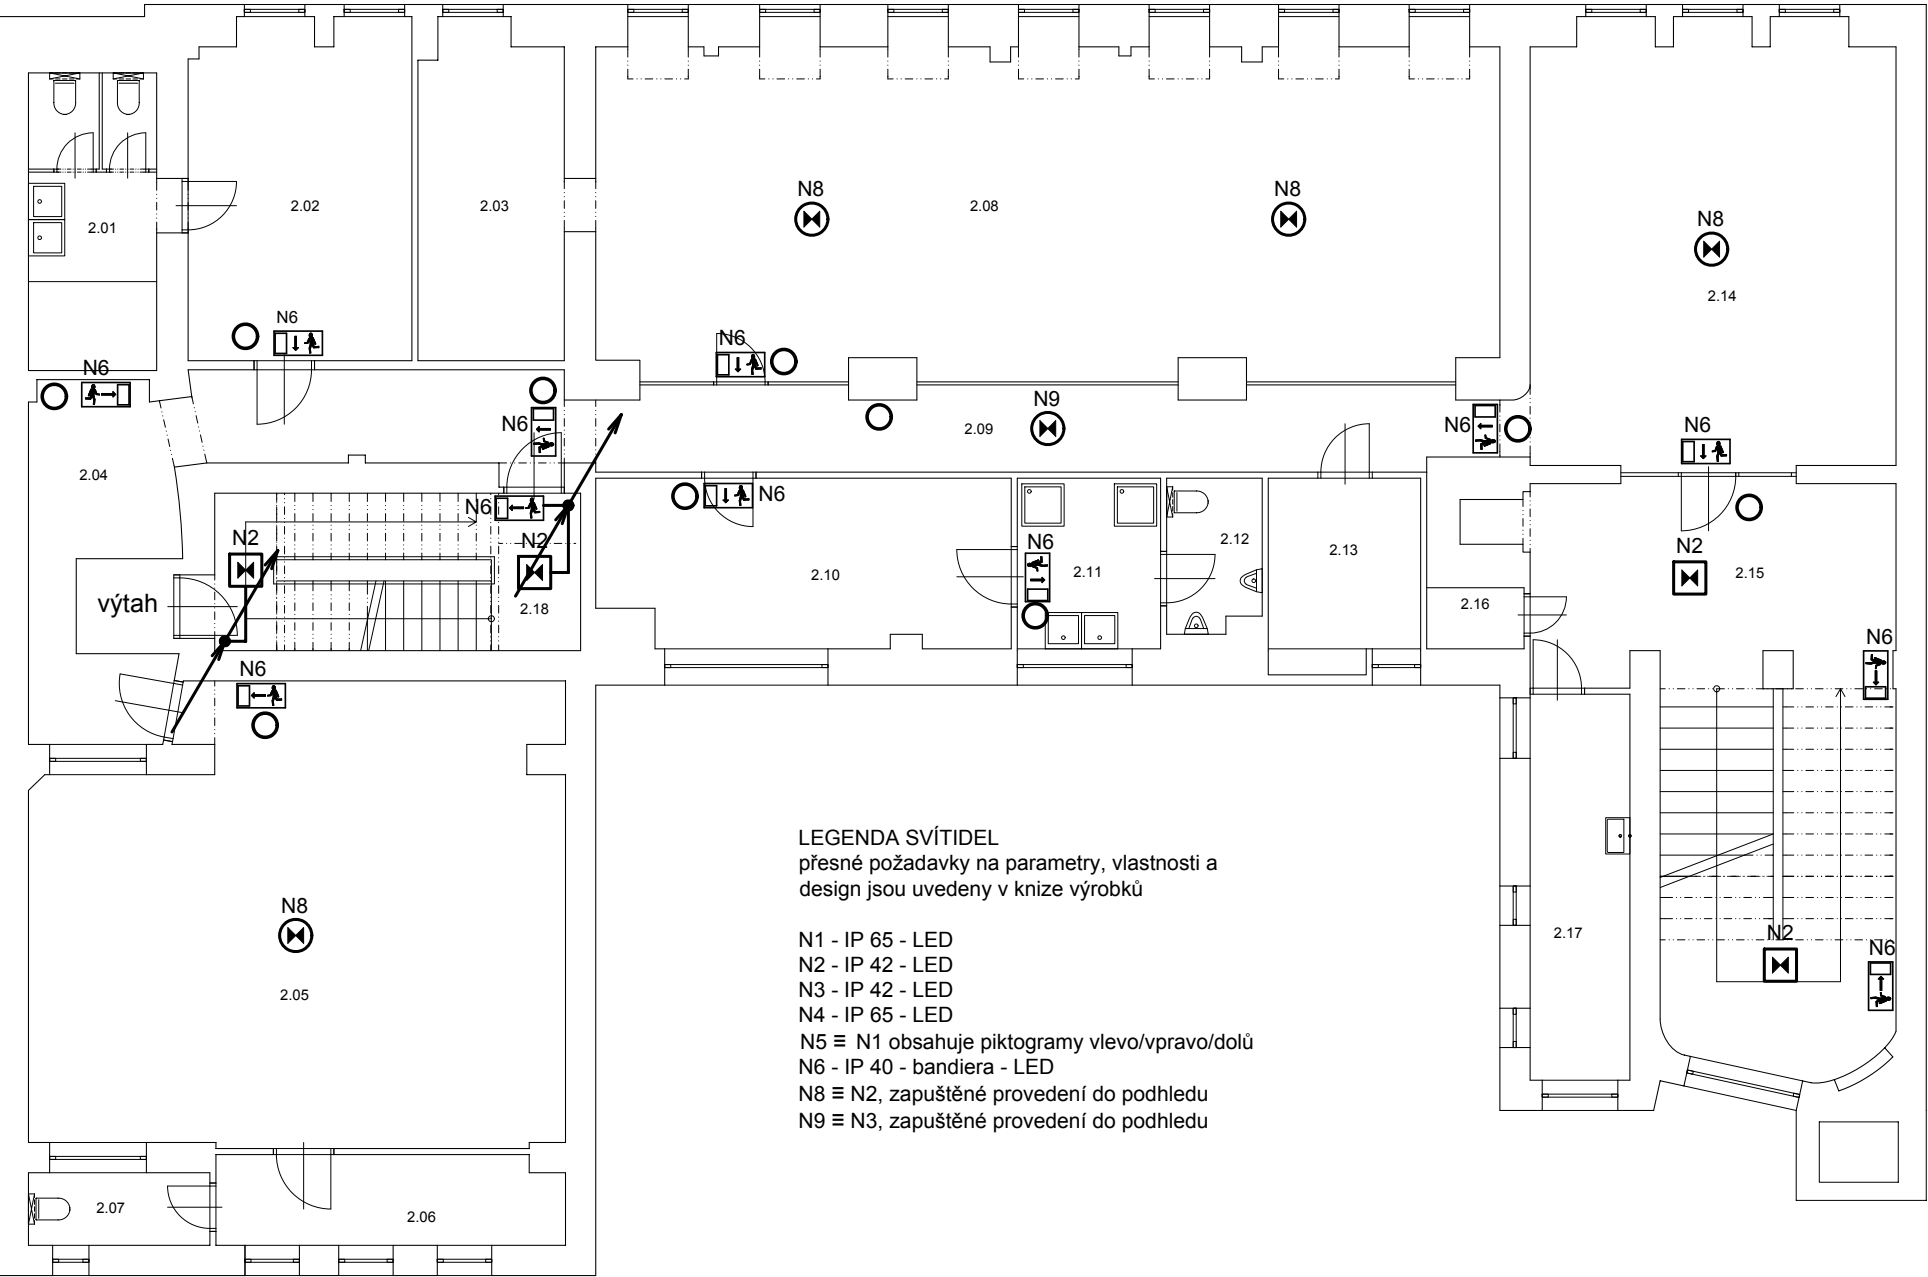 N8
N8
2.02
2.03
2.08
2.01
N8
2.14
N6
N6
N6
N9
N6
N6
2.09
N6
2.04
N6
N6
N2
N2
N6
2.12
2.13
N2
2.10
2.11
2.15
výtah
2.18
2.16
N6
N6
LEGENDA SVÍTIDEL
přesné požadavky na parametry, vlastnosti a
design jsou uvedeny v knize výrobků
N8
2.05
N1 - IP 65 - LED
N2 - IP 42 - LED
N3 - IP 42 - LED
N4 - IP 65 - LED
N5 ≡ N1 obsahuje piktogramy vlevo/vpravo/dolů
N6 - IP 40 - bandiera - LED
N8 ≡ N2, zapuštěné provedení do podhledu
N9 ≡ N3, zapuštěné provedení do podhledu
2.17
N2
N6
2.07
2.06